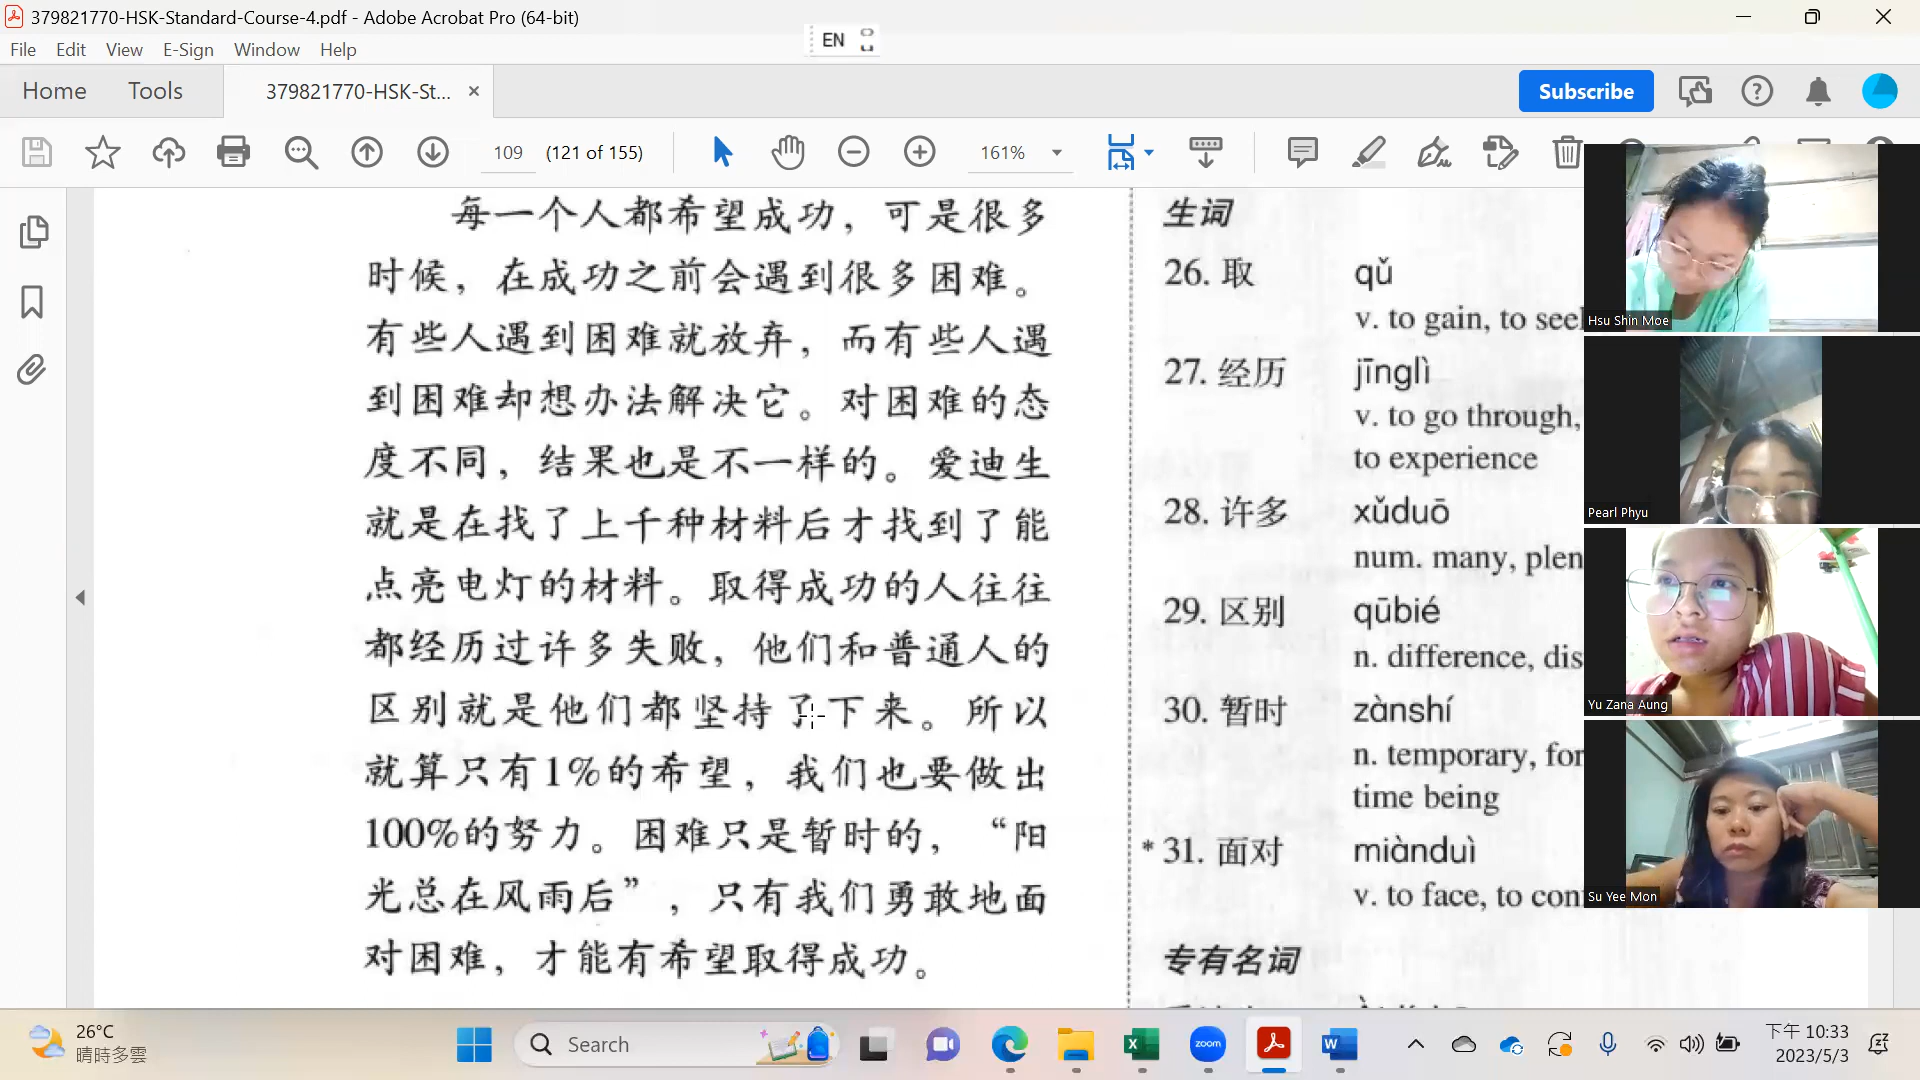 379821770-HSK-Standard-Course-4.pdf - Adobe Acrobat Pro (64-bit)
File Edit View E-Sign Window Help
EN
Home Tools 379821770-HSK-St... ×
Subscribe
109 (121 of 155)
161%
每一个人都希望成功，可是很多
时候，在成功之前会遇到很多困难。
有些人遇到困难就放弃，而有些人遇
到困难却想办法解决它。对困难的态
度不同，结果也是不一样的。爱迪生
就是在找了上千种材料后才找到了能
点亮电灯的材料。取得成功的人往往
都经历过许多失败，他们和普通人的
区别就是他们都坚持了下来。所以
就算只有1%的希望，我们也要做出
100%的努力。困难只是暂时的，“阳
光总在风雨后”，只有我们勇敢地面
对困难，才能有希望取得成功。
生词
26. 取 qǔ
v. to gain, to see
27. 经历 jīnglì
v. to go through,
to experience
28. 许多 xǔduō
num. many, plen
29. 区别 qūbié
n. difference, dis
30. 暂时 zànshí
n. temporary, for
time being
* 31. 面对 miànduì
v. to face, to con
专有名词
Hsu Shin Moe
Pearl Phyu
Yu Zana Aung
Su Yee Mon
26°C
晴時多雲
Search
zoom
下午 10:33
2023/5/3